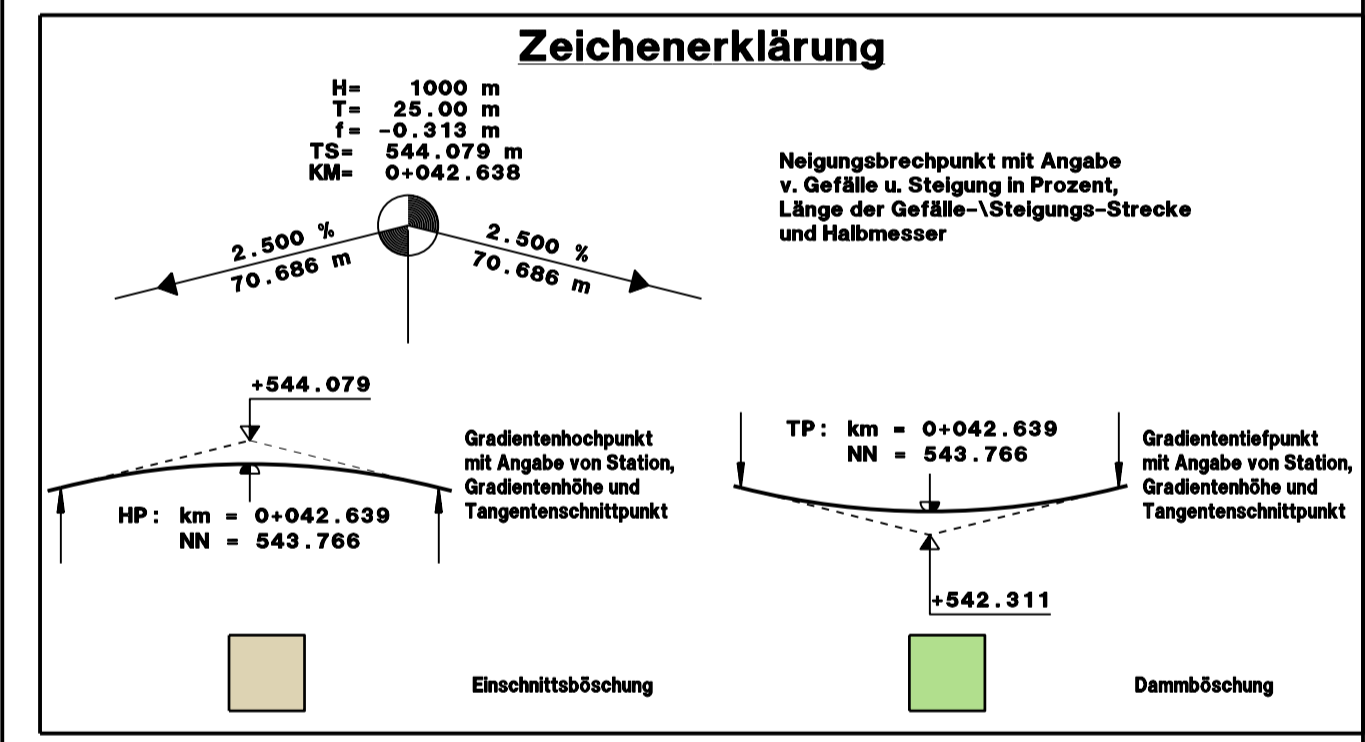 Zeichenerklärung
H= 1000 m
T= 25.00 m
f= -0.313 m
TS= 544.079 m
KM= 0+042.638
2.500 %
70.686 m
2.500 %
70.686 m
Neigungsbrechpunkt mit Angabe
v. Gefälle u. Steigung in Prozent,
Länge der Gefälle-\Steigungs-Strecke
und Halbmesser
+544.079
HP: km = 0+042.639
NN = 543.766
Gradientenhochpunkt
mit Angabe von Station,
Gradientenhöhe und
Tangentenschnittpunkt
TP: km = 0+042.639
NN = 543.766
+542.311
Gradiententiefpunkt
mit Angabe von Station,
Gradientenhöhe und
Tangentenschnittpunkt
Einschnittsböschung
Dammböschung